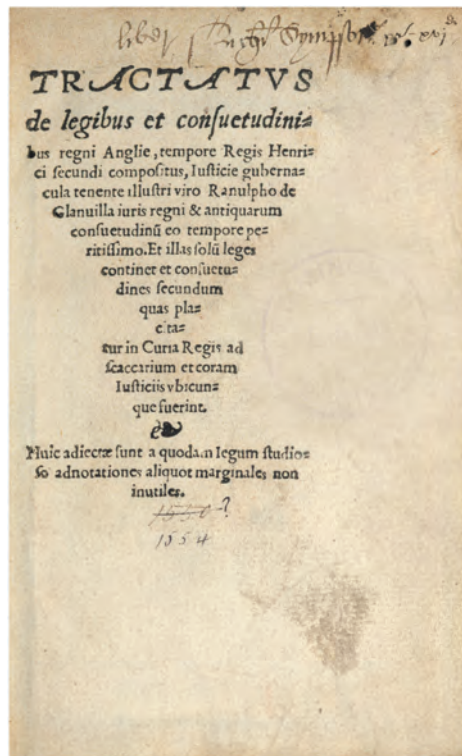 liber
TRACTATVS
de legibus et conſuetudini⸗
bus regni Anglie, tempore Regis Henri⸗
ci ſecundi compoſitus, Iuſticie guberna⸗
cula tenente illuſtri viro Ranulpho de
Glanuilla iuris regni & antiquarum
conſuetudinū eo tempore pe⸗
ritiſſimo. Et illas ſolū leges
continet et conſuetu⸗
dines ſecundum
quas pla⸗
cita⸗
tur in Curia Regis ad
ſcaccarium et coram
Iuſticiis vbicun⸗
que fuerint.
Huic adiectæ ſunt a quodam legum ſtudio⸗
ſo adnotationes aliquot marginales non
inutiles.
1550?
1554